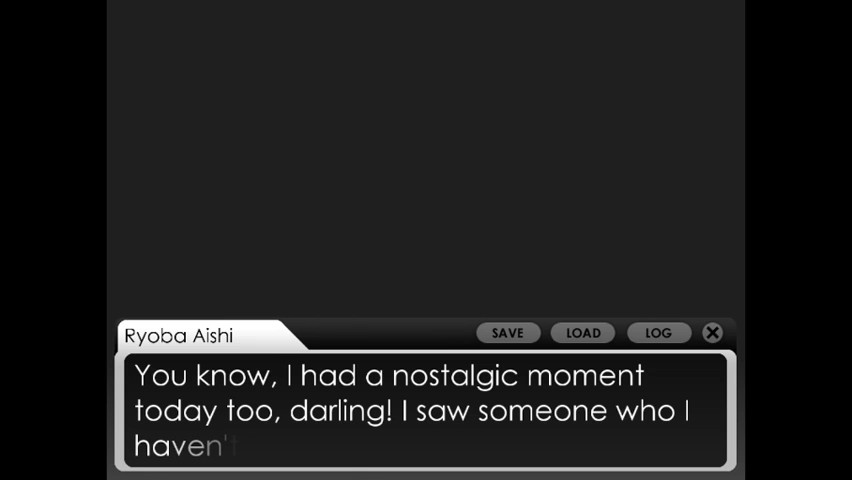 Ryoba Aishi
SAVE LOAD LOG
You know, I had a nostalgic moment
today too, darling! I saw someone who I
haven't